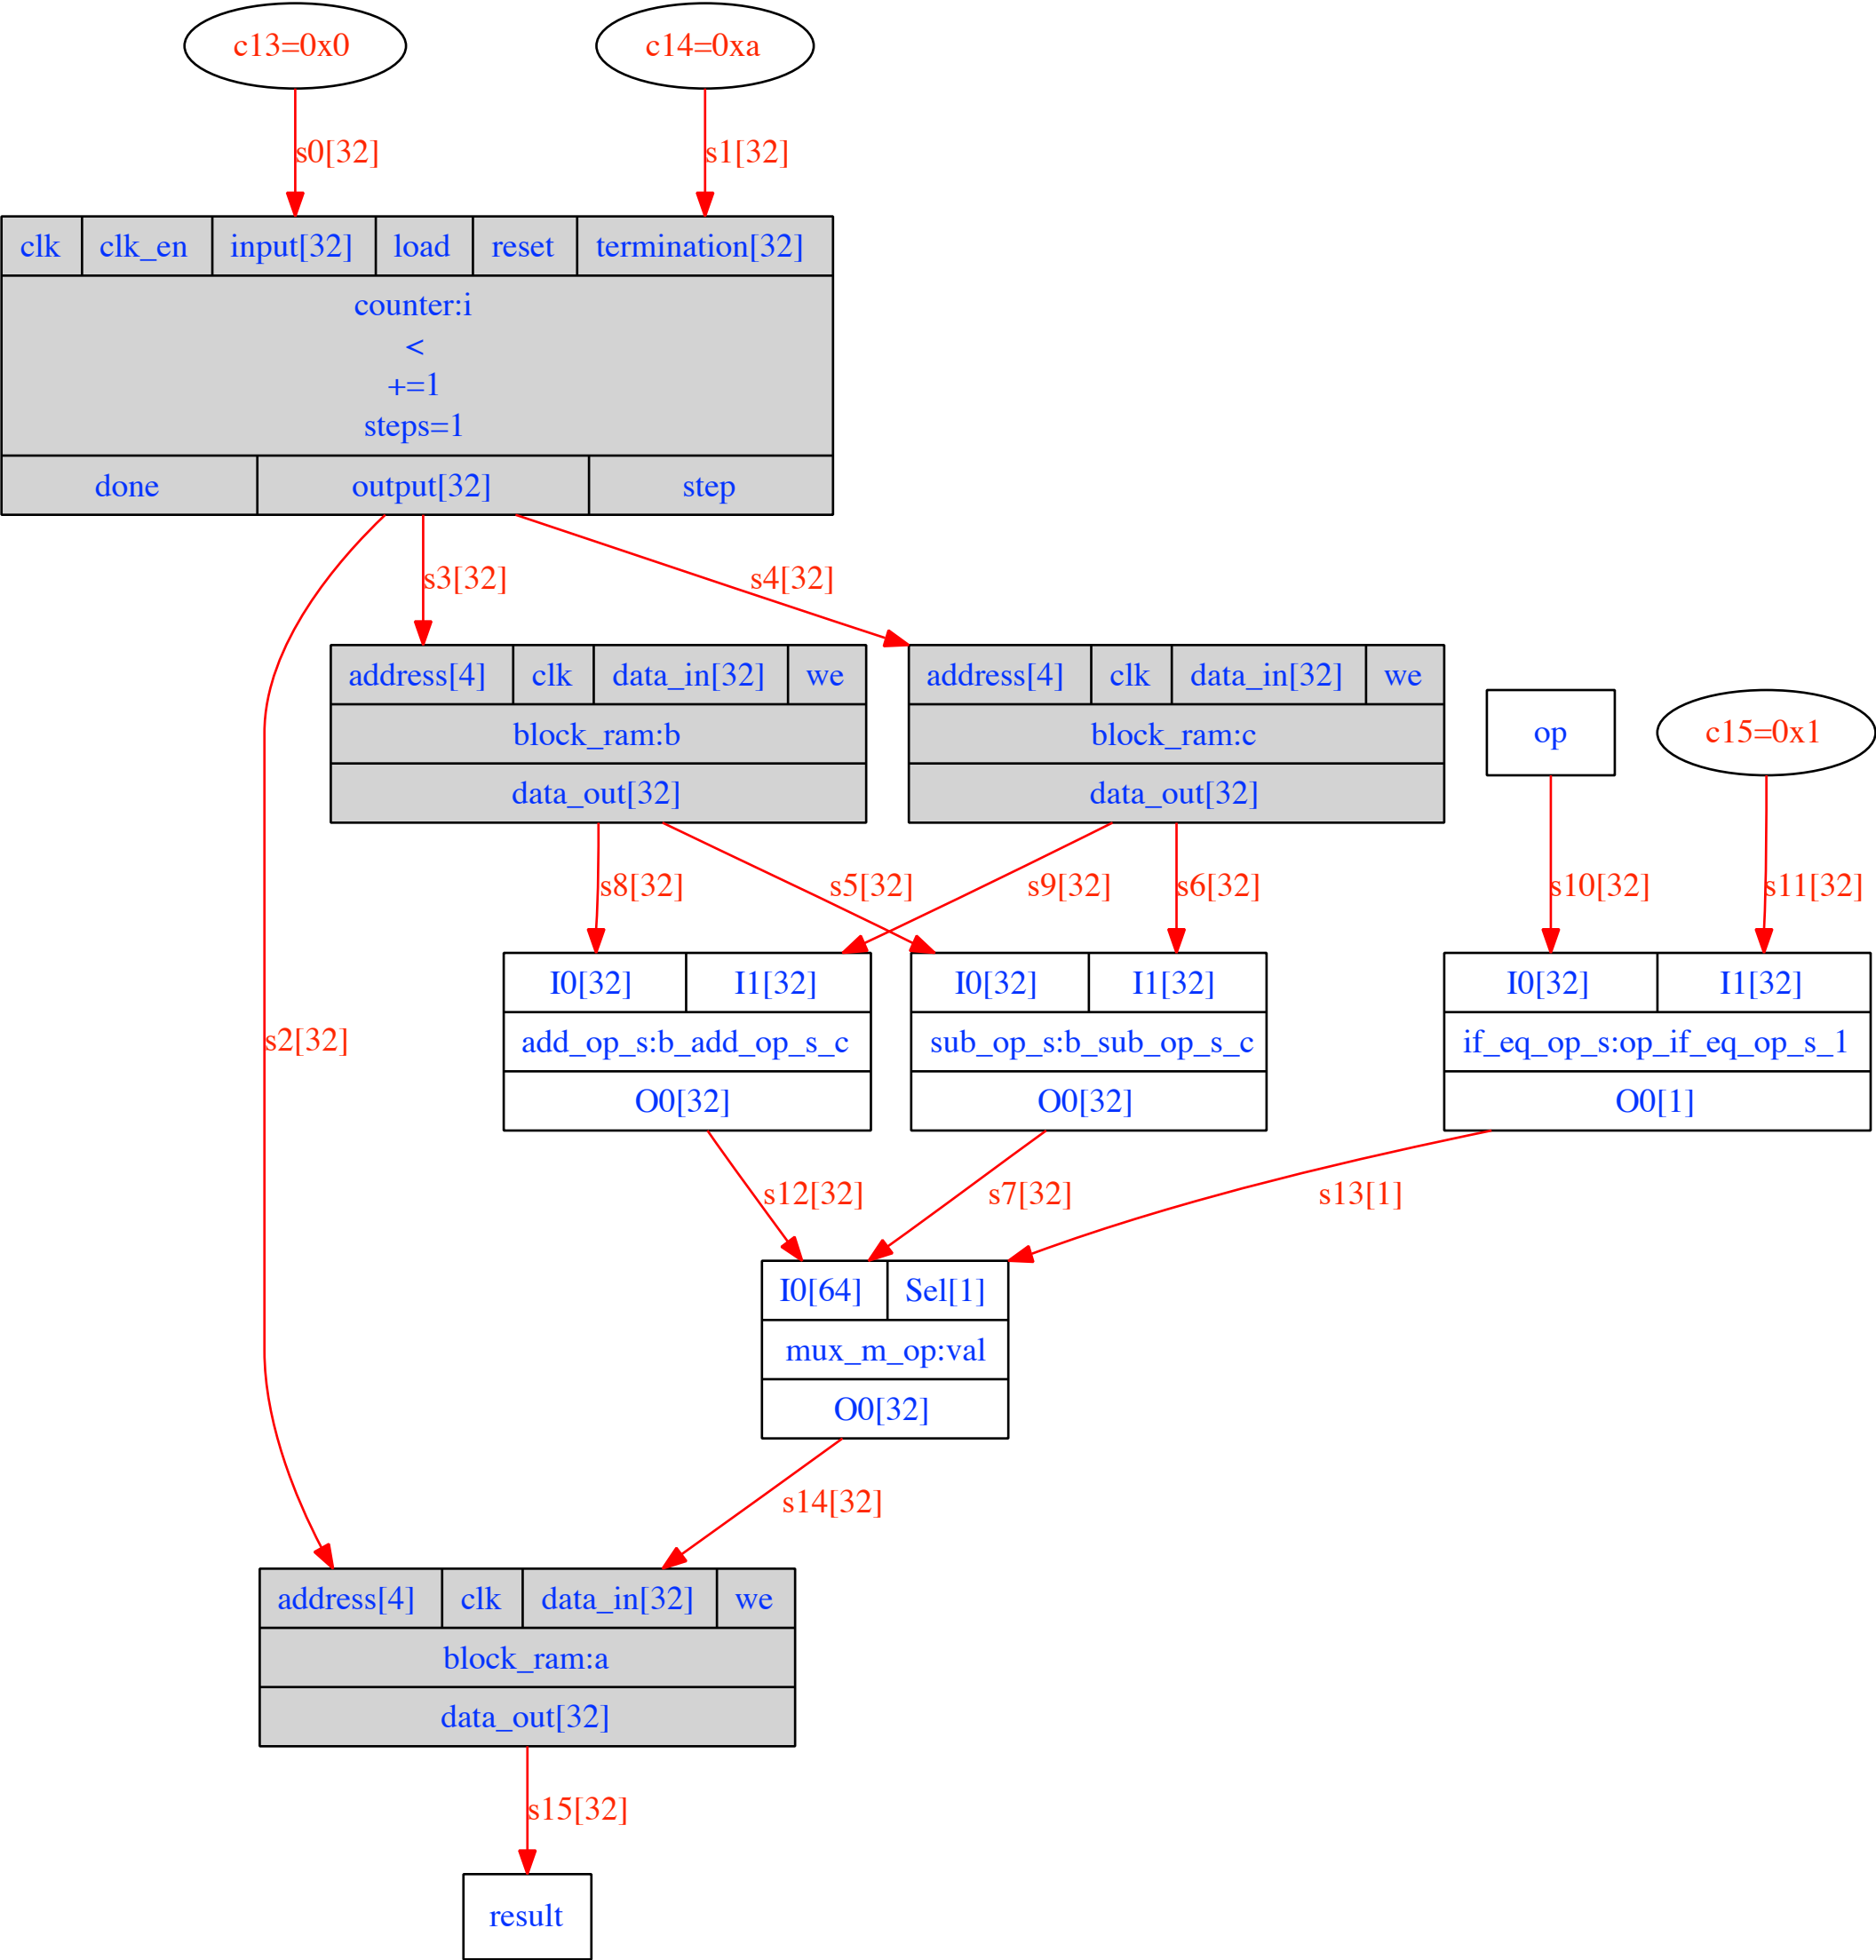 c13=0x0
c14=0xa
s0[32]
s1[32]
clk
clk_en
input[32]
load
reset
termination[32]
counter:i
<
+=1
steps=1
done
output[32]
step
s3[32]
s4[32]
address[4]
clk
data_in[32]
we
block_ram:b
data_out[32]
address[4]
clk
data_in[32]
we
block_ram:c
data_out[32]
op
c15=0x1
s8[32]
s5[32]
s9[32]
s6[32]
s10[32]
s11[32]
s2[32]
I0[32]
I1[32]
add_op_s:b_add_op_s_c
O0[32]
I0[32]
I1[32]
sub_op_s:b_sub_op_s_c
O0[32]
I0[32]
I1[32]
if_eq_op_s:op_if_eq_op_s_1
O0[1]
s12[32]
s7[32]
s13[1]
I0[64]
Sel[1]
mux_m_op:val
O0[32]
s14[32]
address[4]
clk
data_in[32]
we
block_ram:a
data_out[32]
s15[32]
result